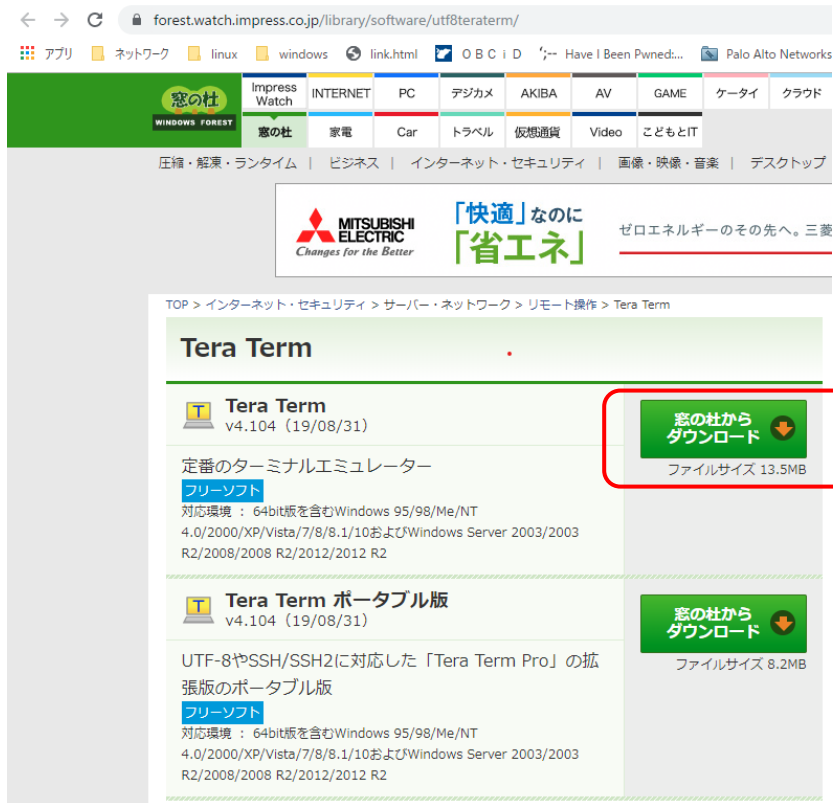 forest.watch.impress.co.jp/library/software/utf8teraterm/
アプリ ネットワーク linux windows link.html O B C i D Have I Been Pwned:... Palo Alto Networks
窓の杜
WINDOWS FOREST
Impress Watch INTERNET PC デジカメ AKIBA AV GAME ケータイ クラウド
窓の杜 家電 Car トラベル 仮想通貨 Video こどもとIT
圧縮・解凍・ランタイム | ビジネス | インターネット・セキュリティ | 画像・映像・音楽 | デスクトップ
MITSUBISHI ELECTRIC
Changes for the Better
「快適」なのに
「省エネ」
ゼロエネルギーのその先へ。三菱
TOP > インターネット・セキュリティ > サーバー・ネットワーク > リモート操作 > Tera Term
Tera Term
Tera Term
v4.104（19/08/31）
窓の杜から
ダウンロード
ファイルサイズ 13.5MB
定番のターミナルエミュレーター
フリーソフト
対応環境 ： 64bit版を含むWindows 95/98/Me/NT
4.0/2000/XP/Vista/7/8/8.1/10およびWindows Server 2003/2003
R2/2008/2008 R2/2012/2012 R2
Tera Term ポータブル版
v4.104（19/08/31）
窓の杜から
ダウンロード
ファイルサイズ 8.2MB
UTF-8やSSH/SSH2に対応した「Tera Term Pro」の拡
張版のポータブル版
フリーソフト
対応環境 ： 64bit版を含むWindows 95/98/Me/NT
4.0/2000/XP/Vista/7/8/8.1/10およびWindows Server 2003/2003
R2/2008/2008 R2/2012/2012 R2